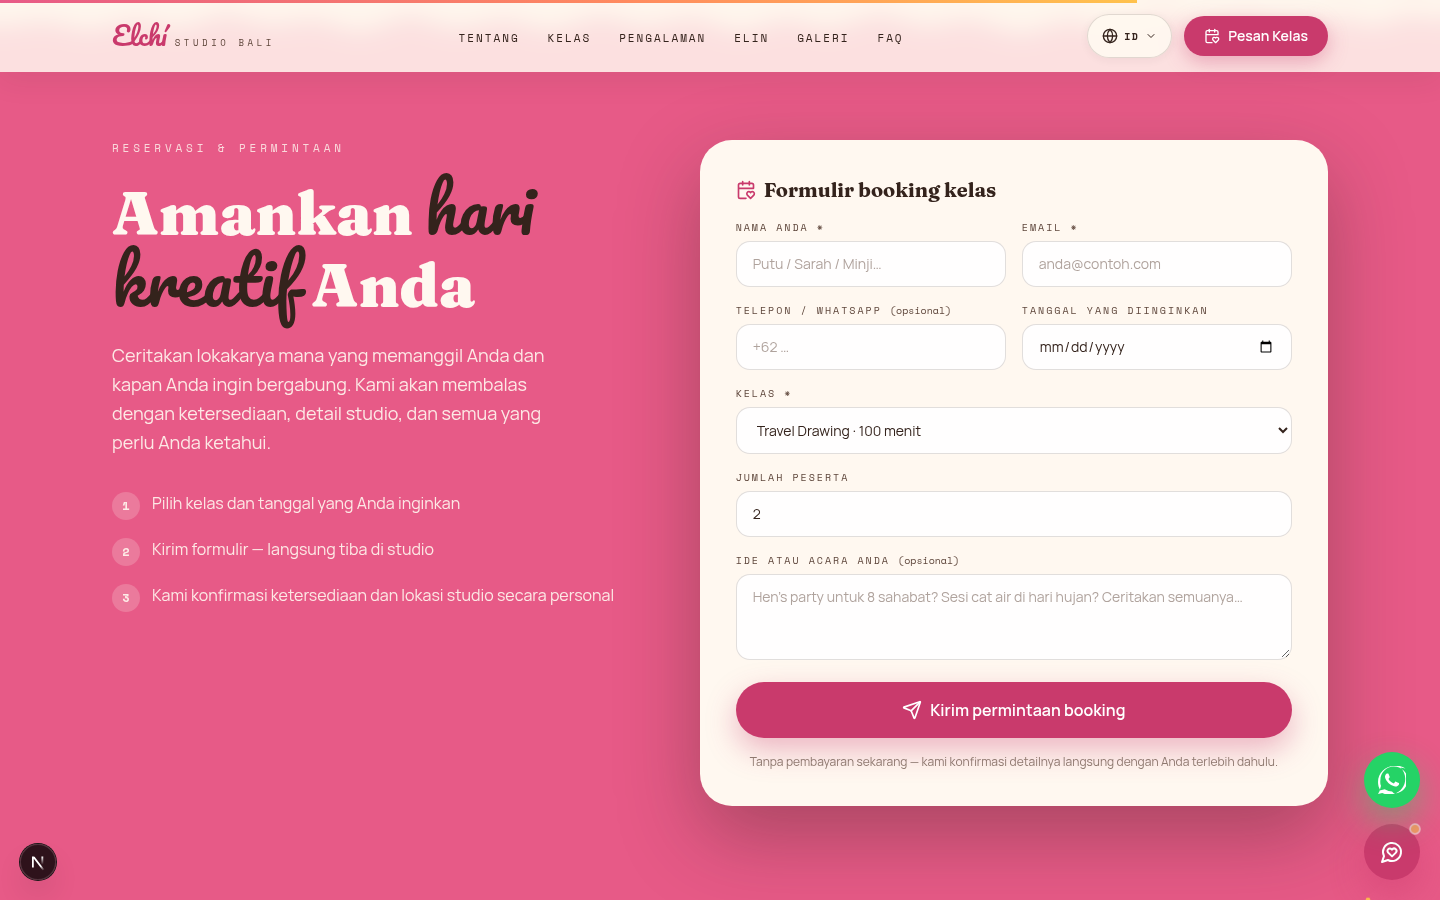 Elchí STUDIO BALI
TENTANG KELAS PENGALAMAN ELIN GALERI FAQ
ID
Pesan Kelas
RESERVASI & PERMINTAAN
Amankan hari
kreatif Anda
Ceritakan lokakarya mana yang memanggil Anda dan
kapan Anda ingin bergabung. Kami akan membalas
dengan ketersediaan, detail studio, dan semua yang
perlu Anda ketahui.
1 Pilih kelas dan tanggal yang Anda inginkan
2 Kirim formulir — langsung tiba di studio
3 Kami konfirmasi ketersediaan dan lokasi studio secara personal
Formulir booking kelas
NAMA ANDA * EMAIL *
Putu / Sarah / Minji... anda@contoh.com
TELEPON / WHATSAPP (opsional) TANGGAL YANG DIINGINKAN
+62 ... mm/dd/yyyy
KELAS *
Travel Drawing · 100 menit
JUMLAH PESERTA
2
IDE ATAU ACARA ANDA (opsional)
Hen's party untuk 8 sahabat? Sesi cat air di hari hujan? Ceritakan semuanya...
Kirim permintaan booking
Tanpa pembayaran sekarang — kami konfirmasi detailnya langsung dengan Anda terlebih dahulu.
N